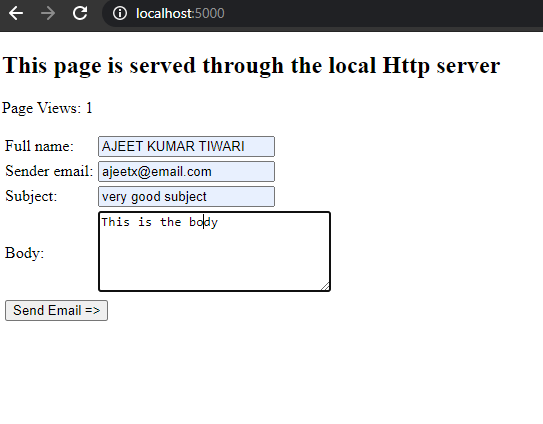 localhost:5000
This page is served through the local Http server
Page Views: 1
Full name: AJEET KUMAR TIWARI
Sender email: ajeetx@email.com
Subject: very good subject
This is the body
Body:
Send Email =>